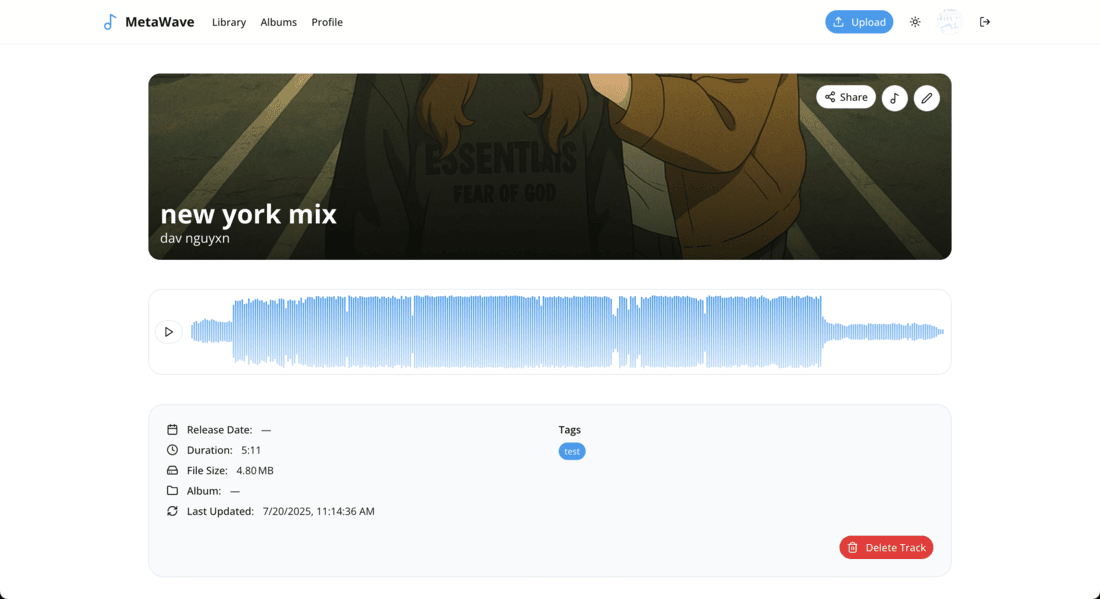 MetaWave Library Albums Profile Upload
Share
ESSENTIALS
FEAR OF GOD
new york mix
dav nguyxn
Release Date: —
Duration: 5:11
File Size: 4.80 MB
Album: —
Last Updated: 7/20/2025, 11:14:36 AM
Tags
test
Delete Track